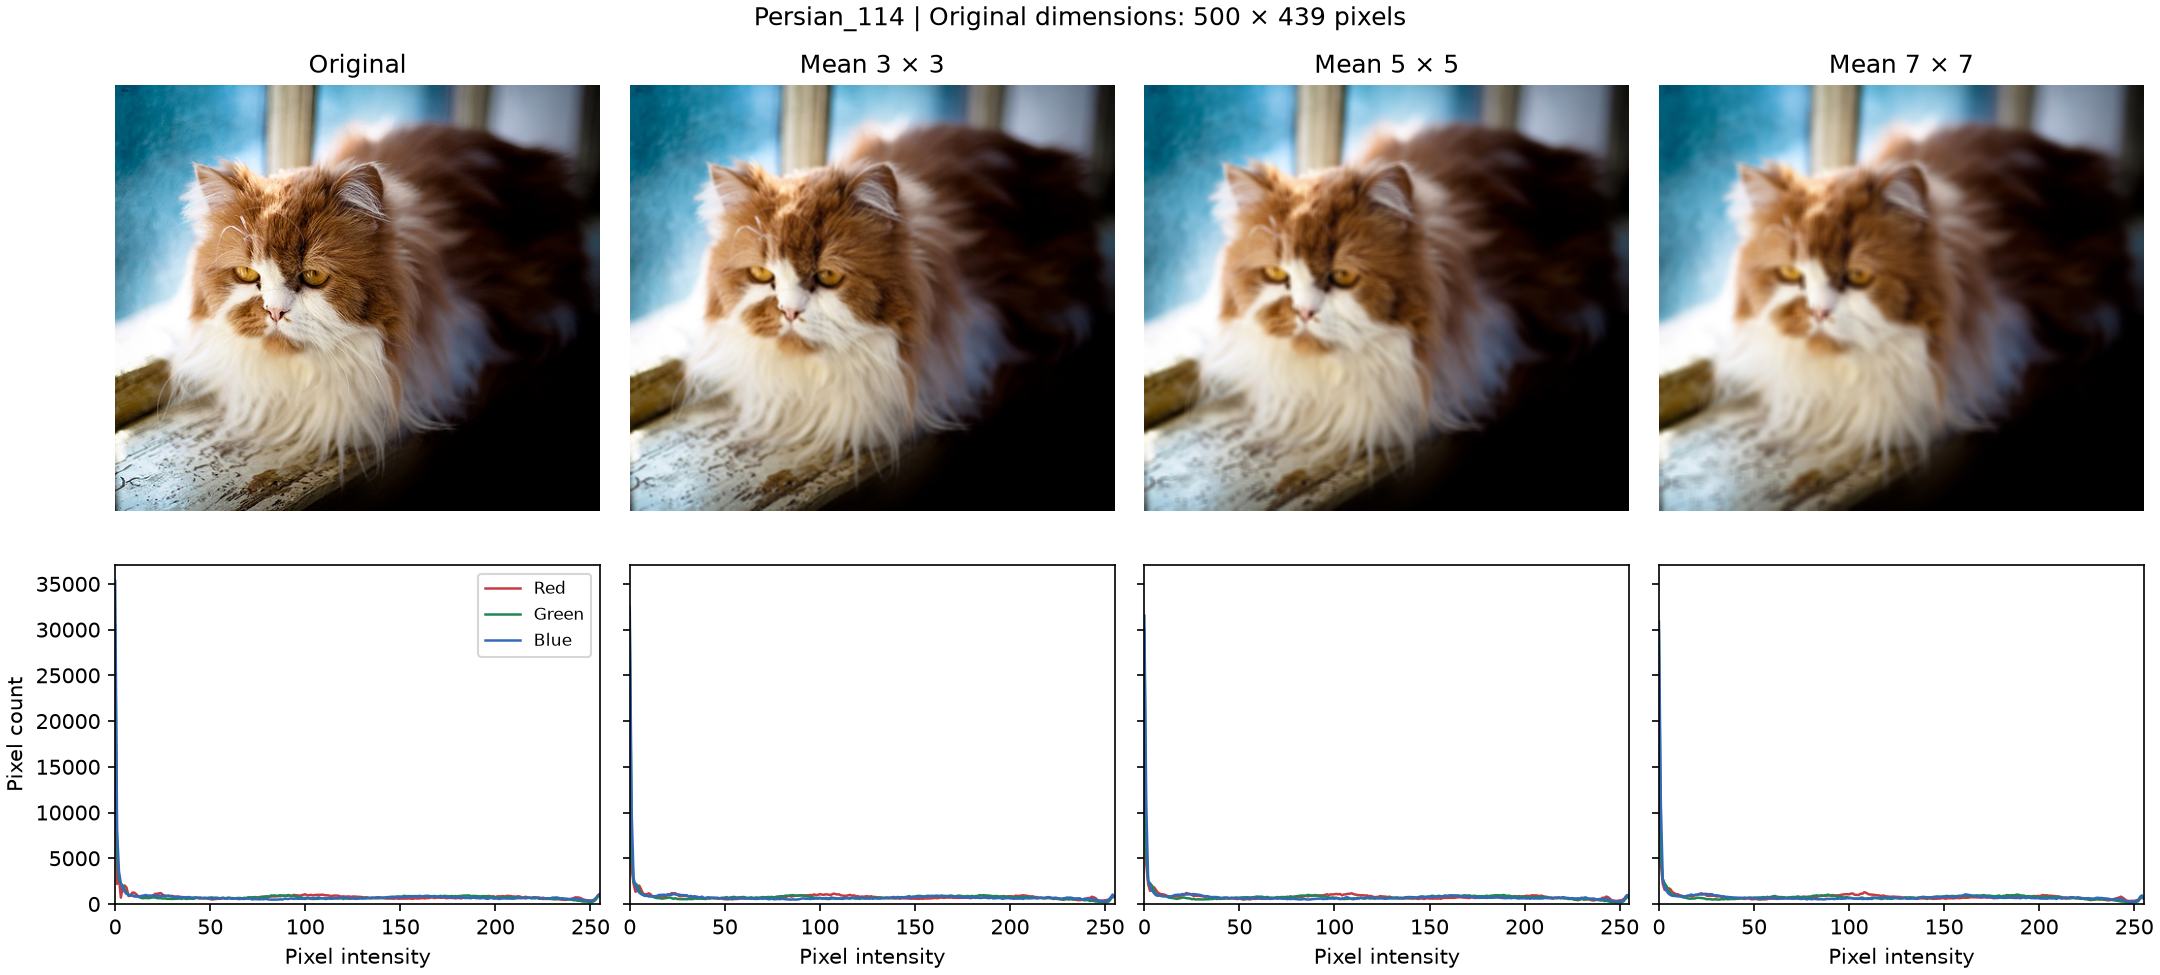 Persian_114 | Original dimensions: 500 × 439 pixels
Original
Mean 3 × 3
Mean 5 × 5
Mean 7 × 7
35000
30000
25000
20000
15000
10000
5000
0
Pixel count
Red
Green
Blue
0 50 100 150 200 250
0 50 100 150 200 250
0 50 100 150 200 250
0 50 100 150 200 250
Pixel intensity
Pixel intensity
Pixel intensity
Pixel intensity